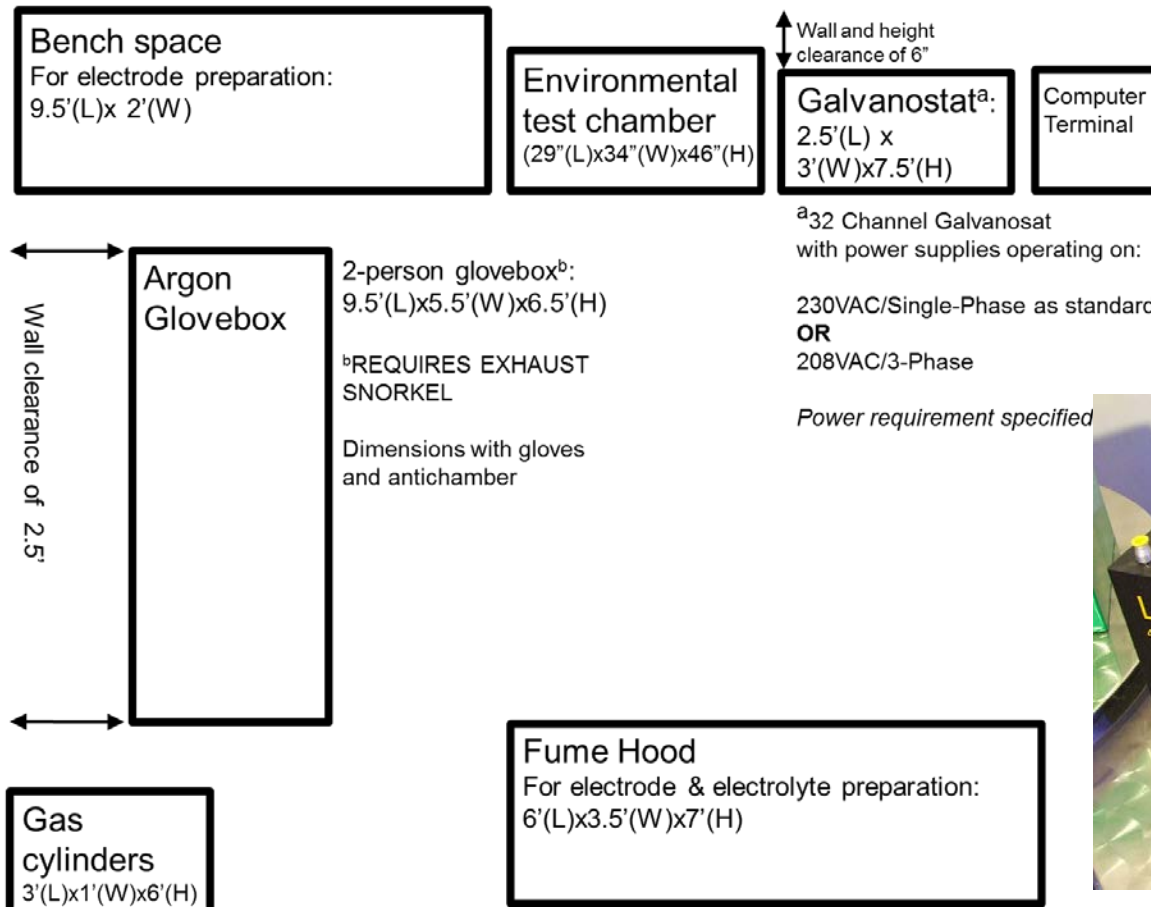 Bench space
For electrode preparation:
9.5'(L)x 2'(W)
Environmental
test chamber
(29"(L)x34"(W)x46"(H)
Wall and height
clearance of 6"
Galvanostatᵃ:
2.5'(L) x
3'(W)x7.5'(H)
Computer
Terminal
ᵃ32 Channel Galvanosat
with power supplies operating on:
230VAC/Single-Phase as standard
OR
208VAC/3-Phase
Power requirement specified
Wall clearance of 2.5'
Argon
Glovebox
2-person gloveboxᵇ:
9.5'(L)x5.5'(W)x6.5'(H)
ᵇREQUIRES EXHAUST
SNORKEL
Dimensions with gloves
and antichamber
Gas
cylinders
3'(L)x1'(W)x6'(H)
Fume Hood
For electrode & electrolyte preparation:
6'(L)x3.5'(W)x7'(H)